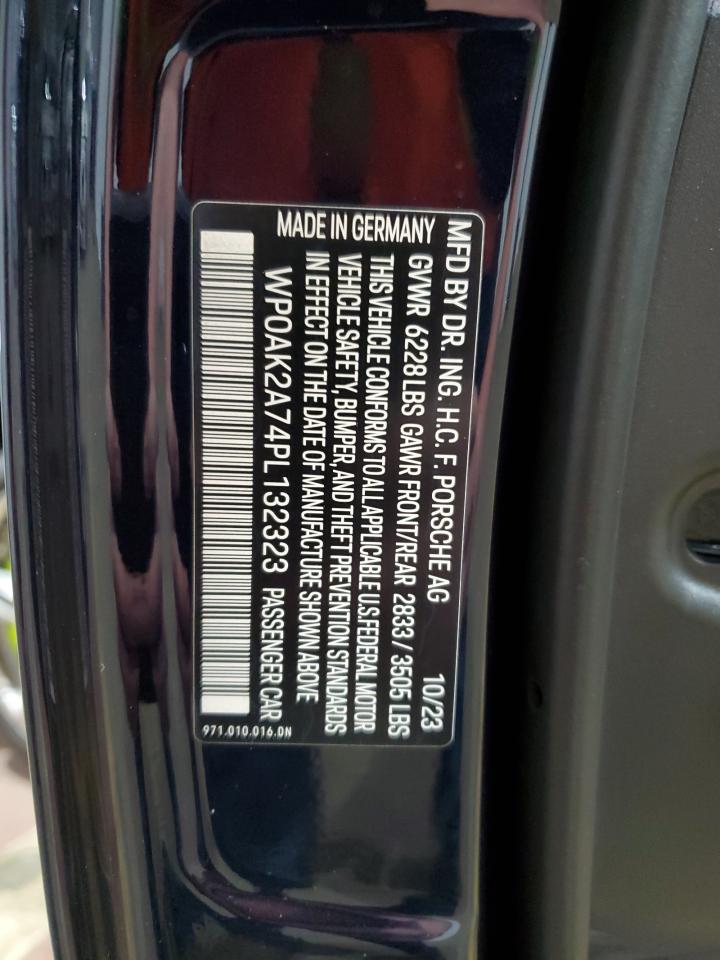 MFD BY DR. ING. H.C. F. PORSCHE AG 10/23
GVWR 6228 LBS GAWR FRONT/REAR 2833 / 3505 LBS
MADE IN GERMANY
THIS VEHICLE CONFORMS TO ALL APPLICABLE U.S. FEDERAL MOTOR
VEHICLE SAFETY, BUMPER, AND THEFT PREVENTION STANDARDS
IN EFFECT ON THE DATE OF MANUFACTURE SHOWN ABOVE
WP0AK2A74PL132323 PASSENGER CAR
971.010.016.DN